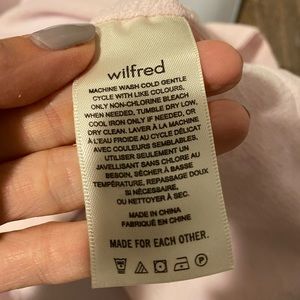 wilfred
MACHINE WASH COLD GENTLE
CYCLE WITH LIKE COLOURS,
ONLY NON-CHLORINE BLEACH
WHEN NEEDED, TUMBLE DRY LOW,
COOL IRON ONLY IF NEEDED, OR
DRY CLEAN. LAVER À LA MACHINE
À L'EAU FROIDE AU CYCLE DÉLICAT
AVEC COULEURS SEMBLABLES.
UTILISER SEULEMENT UN
JAVELLISANT SANS CHLORE AU
BESOIN, SÉCHER À BASSE
TEMPÉRATURE, REPASSAGE DOUX
SI NÉCESSAIRE,
OU NETTOYER À SEC.
MADE IN CHINA
FABRIQUÉ EN CHINE
MADE FOR EACH OTHER.